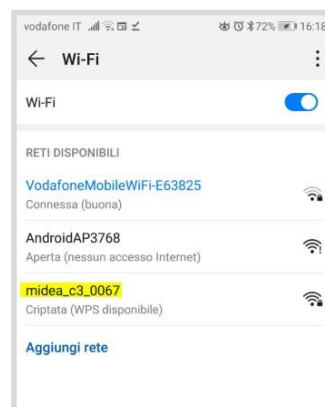 vodafone IT 72% 16:18
Wi-Fi
Wi-Fi
RETI DISPONIBILI
VodafoneMobileWiFi-E63825
Connessa (buona)
AndroidAP3768
Aperta (nessun accesso Internet)
midea_c3_0067
Criptata (WPS disponibile)
Aggiungi rete